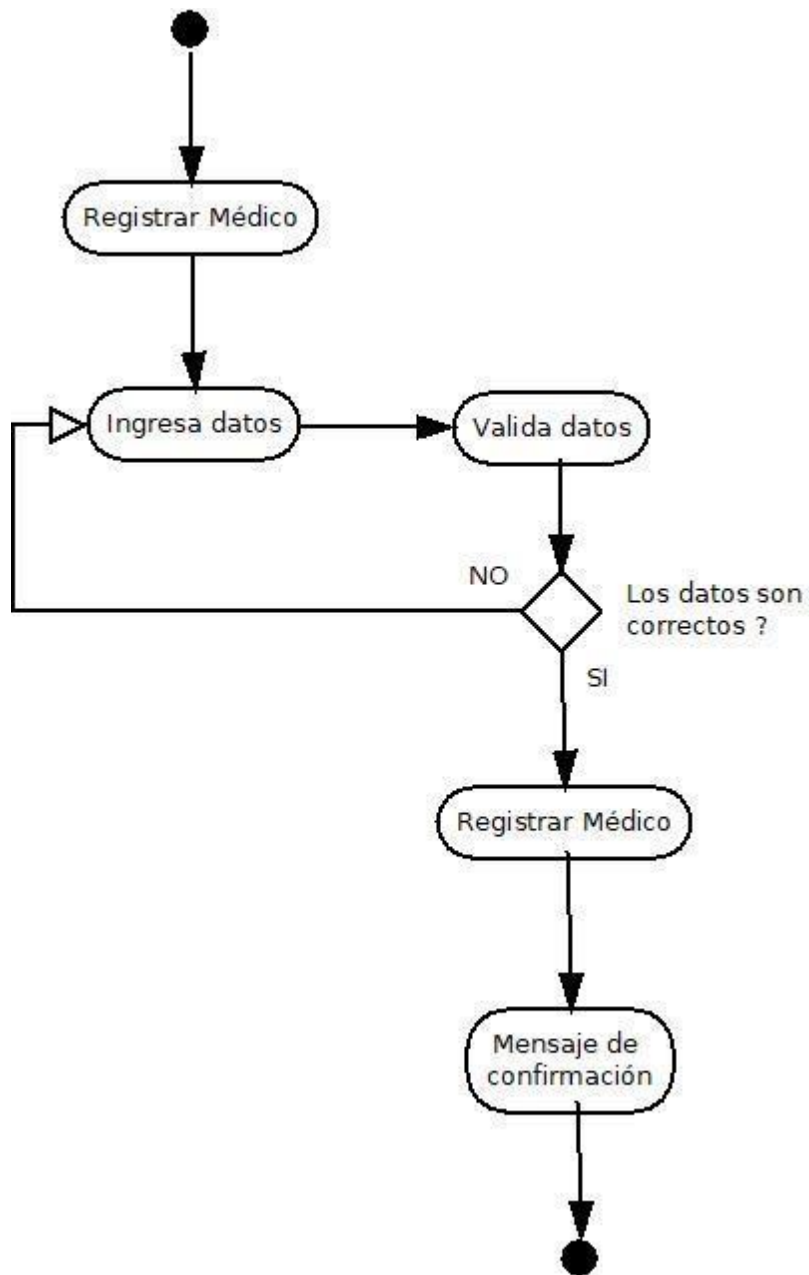 Registrar Médico
Ingresa datos
Valida datos
NO
Los datos son
correctos ?
SI
Registrar Médico
Mensaje de
confirmación